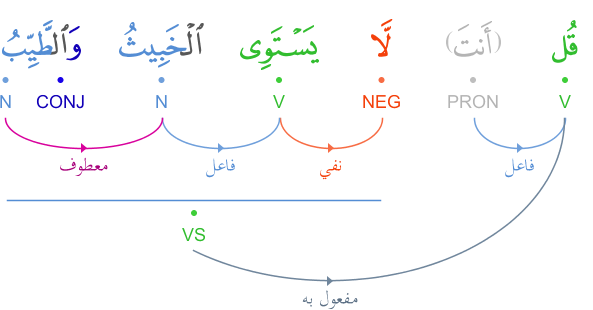 قُل (أَنتَ) لَّا يَسْتَوِى ٱلْخَبِيثُ وَٱلطَّيِّبُ
V PRON NEG V N CONJ N
فاعل نفي فاعل معطوف
VS
مفعول به